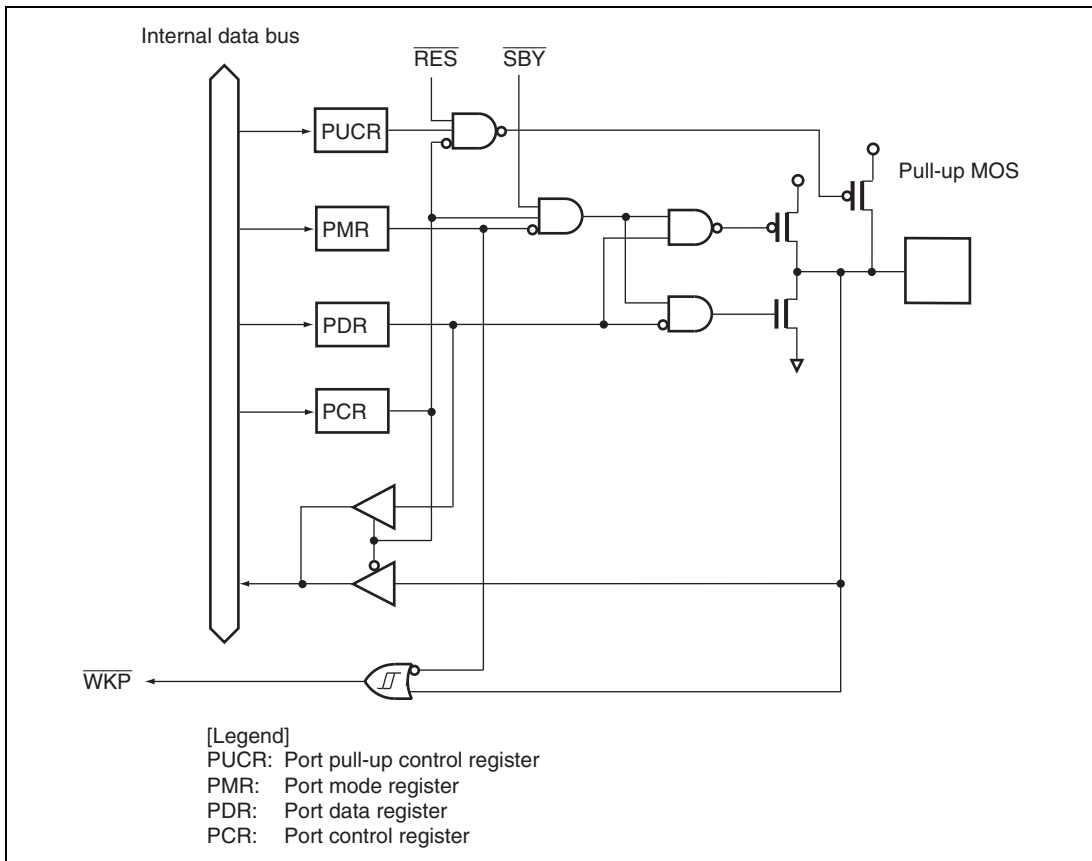 Internal data bus
RES
SBY
PUCR
Pull-up MOS
PMR
PDR
PCR
WKP
[Legend]
PUCR: Port pull-up control register
PMR: Port mode register
PDR: Port data register
PCR: Port control register